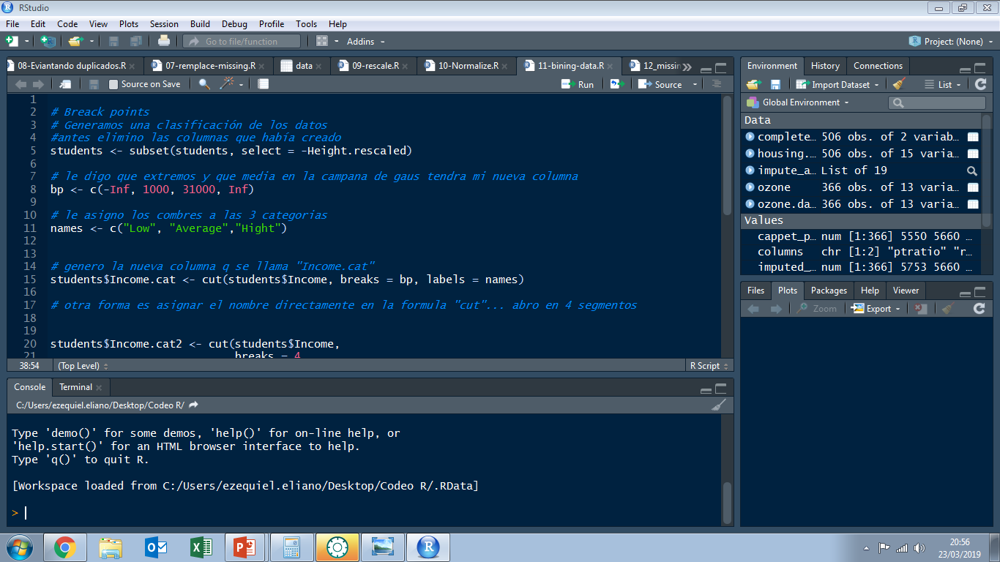 RStudio
File Edit Code View Plots Session Build Debug Profile Tools Help
Go to file/function Addins Project: (None)
08-Eviantando duplicados.R 07-remplace-missing.R data 09-rescale.R 10-Normalize.R 11-bining-data.R 12_missin
Source on Save Run Source
1
2 # Breack points
3 # Generamos una clasificación de los datos
4 #antes elimino las columnas que había creado
5 students <- subset(students, select = -Height.rescaled)
6
7 # le digo que extremos y que media en la campana de gaus tendra mi nueva columna
8 bp <- c(-Inf, 1000, 31000, Inf)
9
10 # le asigno los combres a las 3 categorias
11 names <- c("Low", "Average","Hight")
12
13
14 # genero la nueva columna q se llama "Income.cat"
15 students$Income.cat <- cut(students$Income, breaks = bp, labels = names)
16
17 # otra forma es asignar el nombre directamente en la formula "cut"... abro en 4 segmentos
18
19
20 students$Income.cat2 <- cut(students$Income,
21 breaks = 4
38:54 (Top Level) R Script
Console Terminal
C:/Users/ezequiel.eliano/Desktop/Codeo R/
Type 'demo()' for some demos, 'help()' for on-line help, or
'help.start()' for an HTML browser interface to help.
Type 'q()' to quit R.
[Workspace loaded from C:/Users/ezequiel.eliano/Desktop/Codeo R/.RData]
>
Environment History Connections
Import Dataset List
Global Environment
Data
complete… 506 obs. of 2 variab…
housing.… 506 obs. of 15 varia…
impute_a… List of 19
ozone 366 obs. of 13 varia…
ozone.da… 366 obs. of 13 varia…
Values
cappet_p… num [1:366] 5550 5660 …
columns chr [1:2] "ptratio" "r…
imputed_… num [1:366] 5753 5660 …
Files Plots Packages Help Viewer
Zoom Export
20:56
23/03/2019